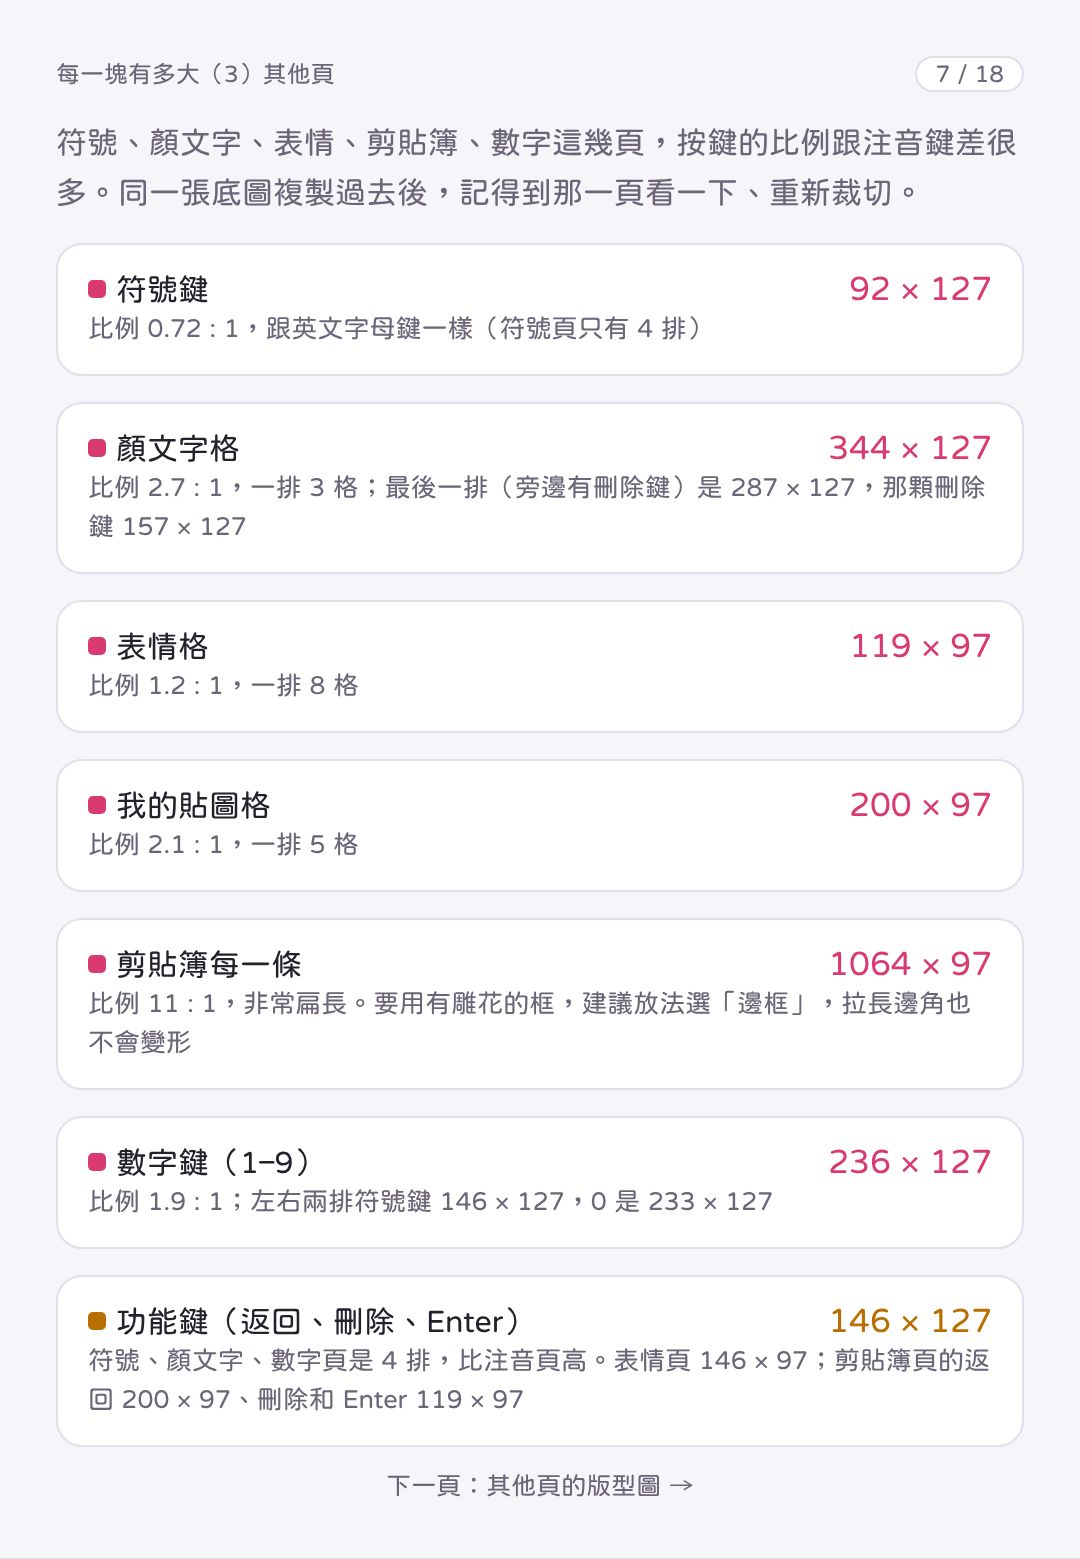 每一塊有多大（3）其他頁
7 / 18
符號、顏文字、表情、剪貼簿、數字這幾頁，按鍵的比例跟注音鍵差很
多。同一張底圖複製過去後，記得到那一頁看一下、重新裁切。
符號鍵
92 × 127
比例 0.72 : 1，跟英文字母鍵一樣（符號頁只有 4 排）
顏文字格
344 × 127
比例 2.7 : 1，一排 3 格；最後一排（旁邊有刪除鍵）是 287 × 127，那顆刪除
鍵 157 × 127
表情格
119 × 97
比例 1.2 : 1，一排 8 格
我的貼圖格
200 × 97
比例 2.1 : 1，一排 5 格
剪貼簿每一條
1064 × 97
比例 11 : 1，非常扁長。要用有雕花的框，建議放法選「邊框」，拉長邊角也
不會變形
數字鍵（1–9）
236 × 127
比例 1.9 : 1；左右兩排符號鍵 146 × 127，0 是 233 × 127
功能鍵（返回、刪除、Enter）
146 × 127
符號、顏文字、數字頁是 4 排，比注音頁高。表情頁 146 × 97；剪貼簿頁的返
回 200 × 97、刪除和 Enter 119 × 97
下一頁：其他頁的版型圖 →